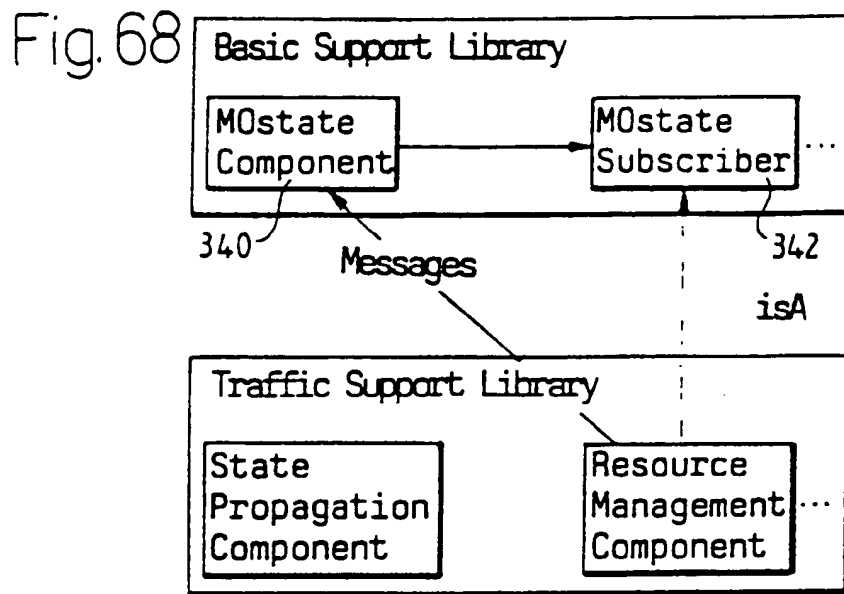 Fig. 68
Basic Support Library
MOstate
Component
MOstate
Subscriber
...
340
342
Messages
isA
Traffic Support Library
State
Propagation
Component
Resource
Management
Component
...